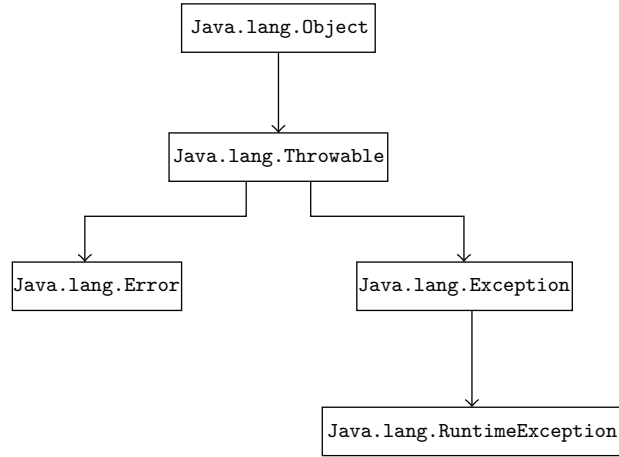 Java.lang.Object
Java.lang.Throwable
Java.lang.Error
Java.lang.Exception
Java.lang.RuntimeException